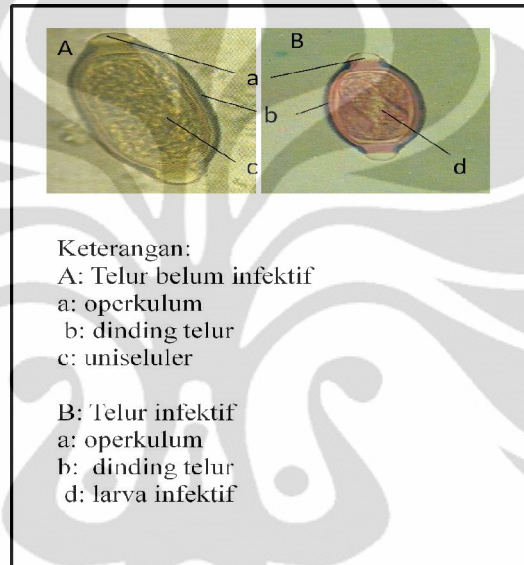 A
B
a
b
c
d
Keterangan:
A: Telur belum infektif
a: operkulum
b: dinding telur
c: uniseluler
B: Telur infektif
a: operkulum
b: dinding telur
d: larva infektif